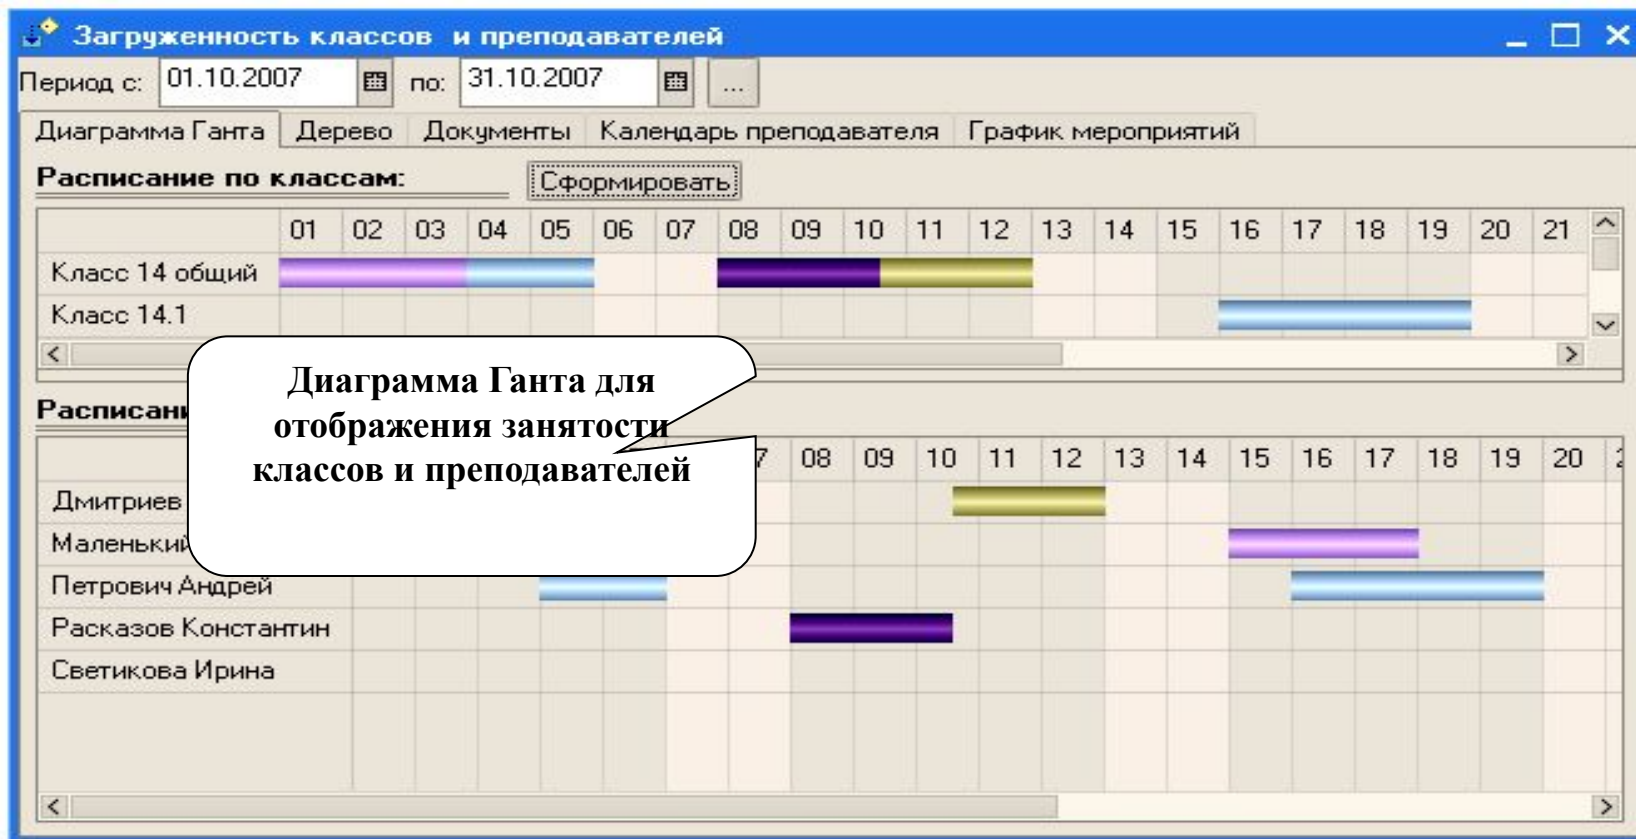 Загруженность классов и преподавателей
Период с: 01.10.2007 по: 31.10.2007 ...
Диаграмма Ганта Дерево Документы Календарь преподавателя График мероприятий
Расписание по классам: Сформировать
01 02 03 04 05 06 07 08 09 10 11 12 13 14 15 16 17 18 19 20 21
Класс 14 общий
Класс 14.1
Диаграмма Ганта для
отображения занятости
классов и преподавателей
08 09 10 11 12 13 14 15 16 17 18 19 20
Дмитриев
Маленький
Петрович Андрей
Расказов Константин
Светикова Ирина